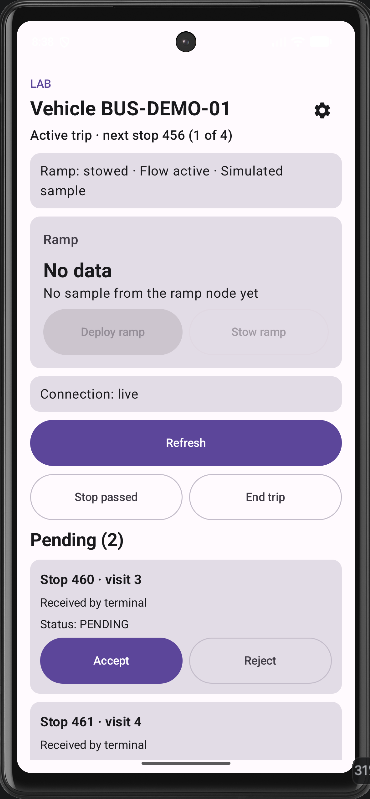 LAB
Vehicle BUS-DEMO-01
Active trip · next stop 456 (1 of 4)
Ramp: stowed · Flow active · Simulated
sample
Ramp
No data
No sample from the ramp node yet
Deploy ramp
Stow ramp
Connection: live
Refresh
Stop passed
End trip
Pending (2)
Stop 460 · visit 3
Received by terminal
Status: PENDING
Accept
Reject
Stop 461 · visit 4
Received by terminal